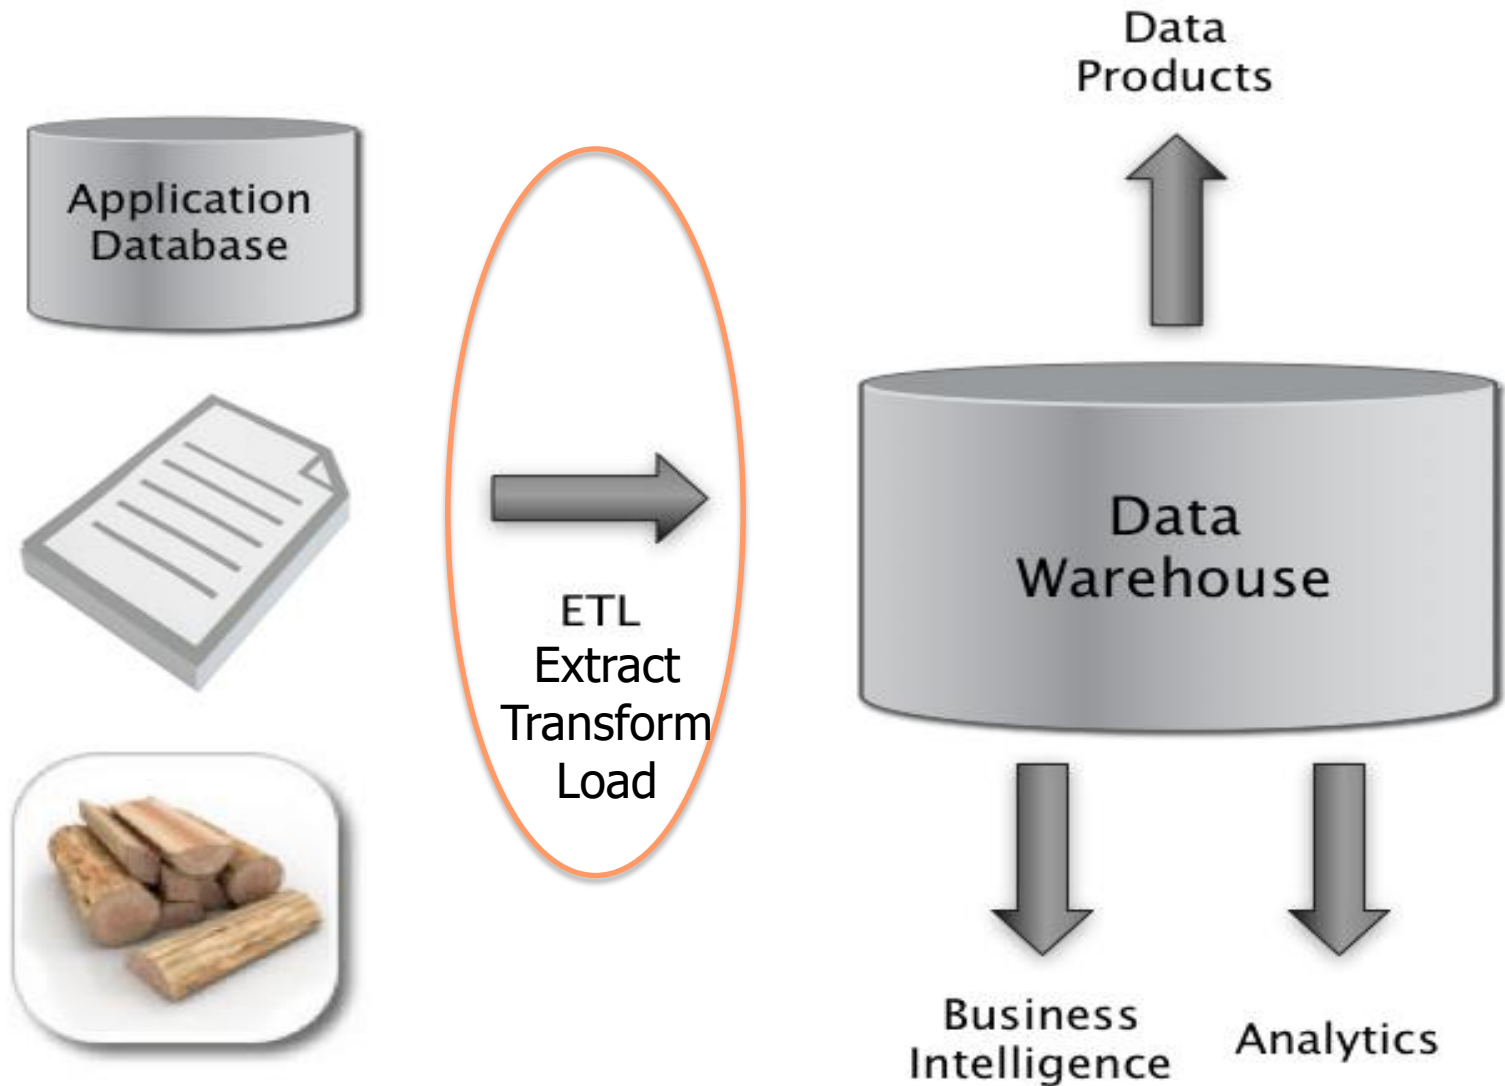 Application
Database
ETL
Extract
Transform
Load
Data
Products
Data
Warehouse
Business
Intelligence
Analytics